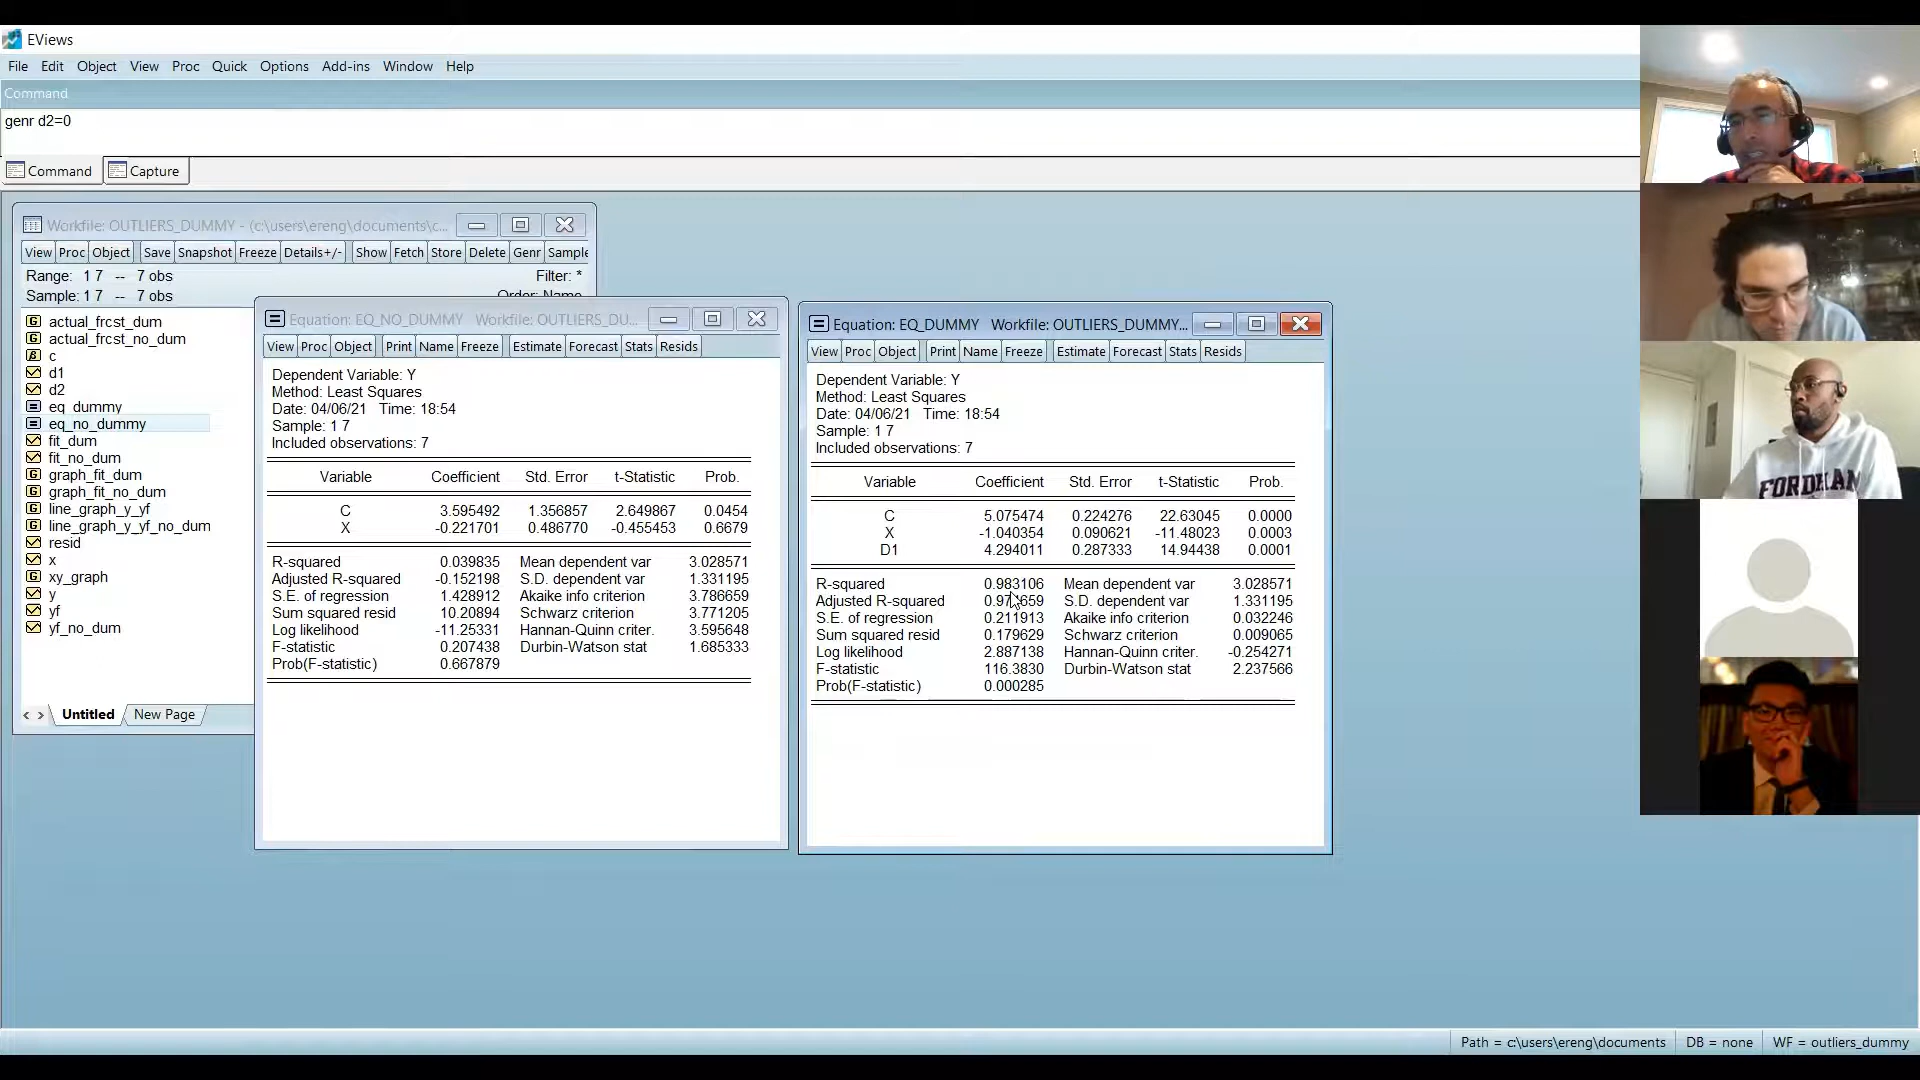 EViews
File Edit Object View Proc Quick Options Add-ins Window Help
Command
genr d2=0
Command Capture
Workfile: OUTLIERS_DUMMY - (c:\users\ereng\documents\c...
View Proc Object Save Snapshot Freeze Details+/- Show Fetch Store Delete Genr Sample
Range: 1 7 -- 7 obs Filter: *
Sample: 1 7 -- 7 obs Order: Name
actual_frcst_dum
actual_frcst_no_dum
c
d1
d2
eq_dummy
eq_no_dummy
fit_dum
fit_no_dum
graph_fit_dum
graph_fit_no_dum
line_graph_y_yf
line_graph_y_yf_no_dum
resid
x
xy_graph
y
yf
yf_no_dum
Untitled New Page
Equation: EQ_NO_DUMMY Workfile: OUTLIERS_DU...
View Proc Object Print Name Freeze Estimate Forecast Stats Resids
Dependent Variable: Y
Method: Least Squares
Date: 04/06/21 Time: 18:54
Sample: 1 7
Included observations: 7
Variable Coefficient Std. Error t-Statistic Prob.
C 3.595492 1.356857 2.649867 0.0454
X -0.221701 0.486770 -0.455453 0.6679
R-squared 0.039835 Mean dependent var 3.028571
Adjusted R-squared -0.152198 S.D. dependent var 1.331195
S.E. of regression 1.428912 Akaike info criterion 3.786659
Sum squared resid 10.20894 Schwarz criterion 3.771205
Log likelihood -11.25331 Hannan-Quinn criter. 3.595648
F-statistic 0.207438 Durbin-Watson stat 1.685333
Prob(F-statistic) 0.667879
Equation: EQ_DUMMY Workfile: OUTLIERS_DUMMY...
View Proc Object Print Name Freeze Estimate Forecast Stats Resids
Dependent Variable: Y
Method: Least Squares
Date: 04/06/21 Time: 18:54
Sample: 1 7
Included observations: 7
Variable Coefficient Std. Error t-Statistic Prob.
C 5.075474 0.224276 22.63045 0.0000
X -1.040354 0.090621 -11.48023 0.0003
D1 4.294011 0.287333 14.94438 0.0001
R-squared 0.983106 Mean dependent var 3.028571
Adjusted R-squared S.D. dependent var 1.331195
S.E. of regression 0.211913 Akaike info criterion 0.032246
Sum squared resid 0.179629 Schwarz criterion 0.009065
Log likelihood 2.887138 Hannan-Quinn criter. -0.254271
F-statistic 116.3830 Durbin-Watson stat 2.237566
Prob(F-statistic) 0.000285
FORDHAM
Path = c:\users\ereng\documents DB = none WF = outliers_dummy